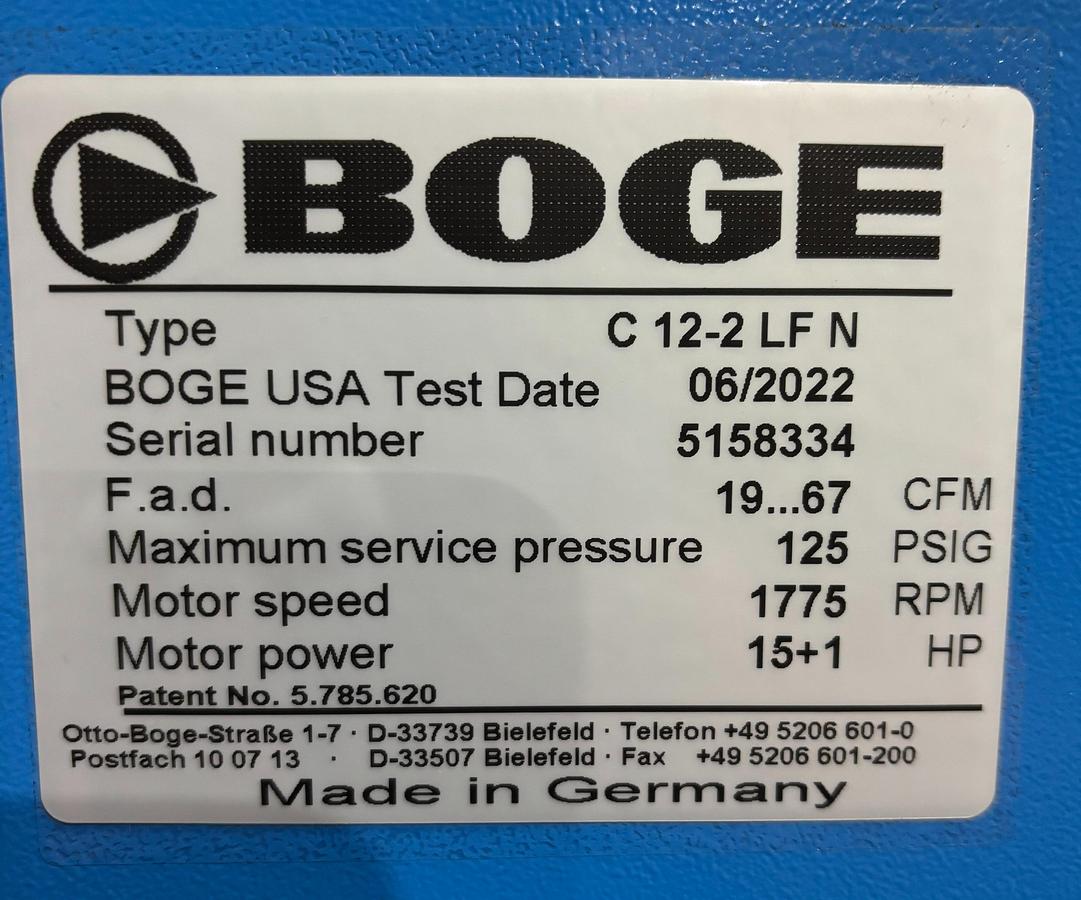 BOGE
Type C 12-2 LF N
BOGE USA Test Date 06/2022
Serial number 5158334
F.a.d. 19...67 CFM
Maximum service pressure 125 PSIG
Motor speed 1775 RPM
Motor power 15+1 HP
Patent No. 5.785.620
Otto-Boge-Straße 1-7 · D-33739 Bielefeld · Telefon +49 5206 601-0
Postfach 10 07 13 · D-33507 Bielefeld · Fax +49 5206 601-200
Made in Germany